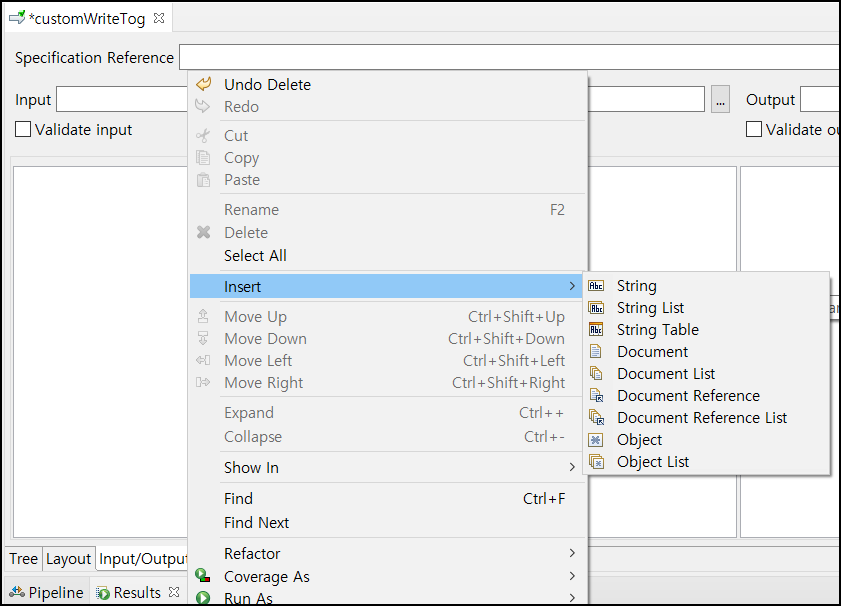 *customWriteTog
Specification Reference
Input
...
Output
Validate input
Validate ou
Undo Delete
Redo
Cut
Copy
Paste
Rename F2
Delete
Select All
Insert
Move Up Ctrl+Shift+Up
Move Down Ctrl+Shift+Down
Move Left Ctrl+Shift+Left
Move Right Ctrl+Shift+Right
Expand Ctrl++
Collapse Ctrl+-
Show In
Find Ctrl+F
Find Next
Refactor
Coverage As
Run As
Abc String
Abc String List
Abc String Table
Document
Document List
Document Reference
Document Reference List
Object
Object List
Tree Layout Input/Output
Pipeline Results